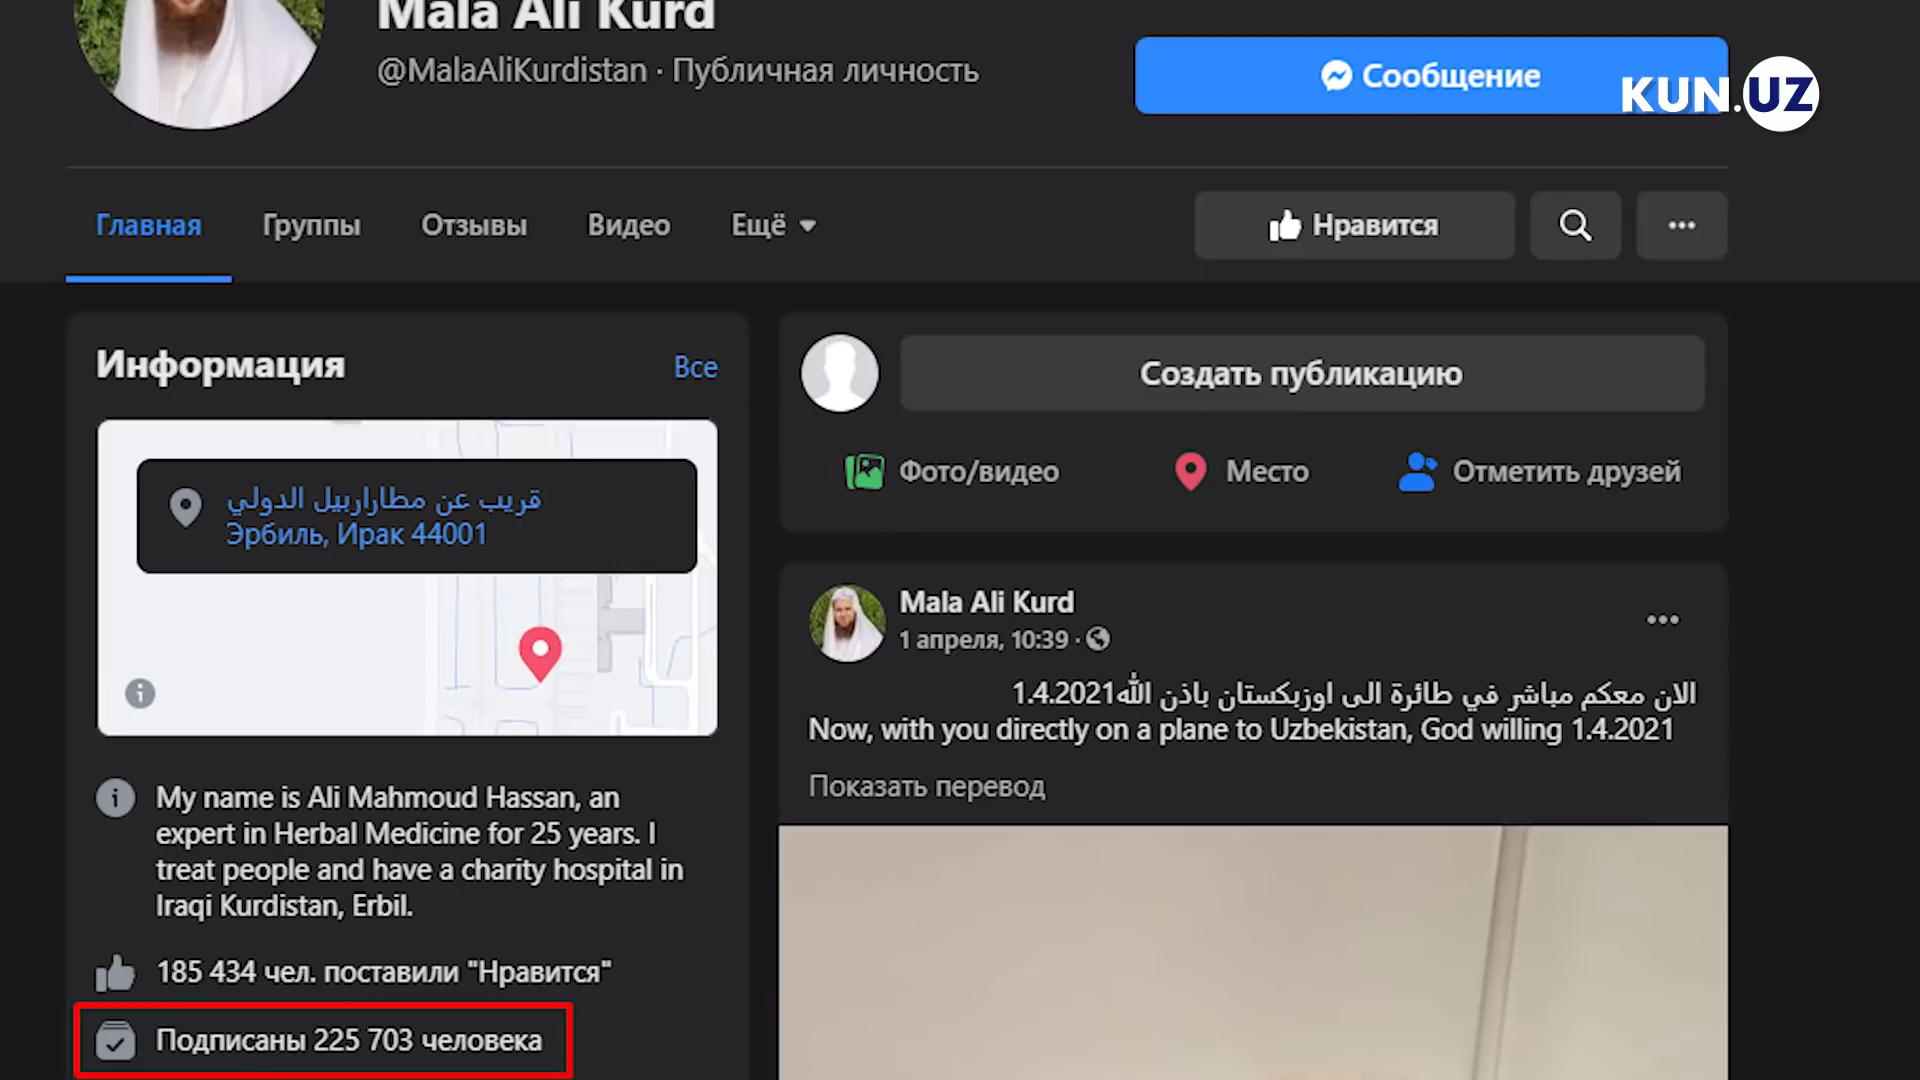 Mala Ali Kurd
@MalaAliKurdistan · Публичная личность
Сообщение
KUN.UZ
Главная
Группы
Отзывы
Видео
Ещё
Нравится
Информация
Все
قريب عن مطاراربيل الدولي
Эрбиль, Ирак 44001
My name is Ali Mahmoud Hassan, an
expert in Herbal Medicine for 25 years. I
treat people and have a charity hospital in
Iraqi Kurdistan, Erbil.
185 434 чел. поставили "Нравится"
Подписаны 225 703 человека
Создать публикацию
Фото/видео
Место
Отметить друзей
Mala Ali Kurd
1 апреля, 10:39 ·
الان معكم مباشر في طائرة الى اوزبكستان باذن الله1.4.2021
Now, with you directly on a plane to Uzbekistan, God willing 1.4.2021
Показать перевод